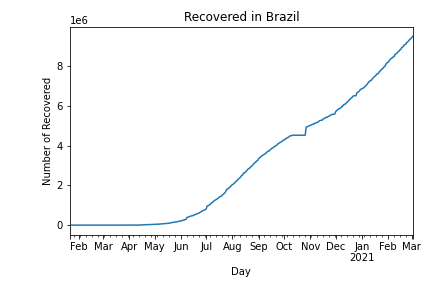 Recovered in Brazil
1e6
8
6
4
2
0
Number of Recovered
Feb Mar Apr May Jun Jul Aug Sep Oct Nov Dec Jan Feb Mar
2021
Day